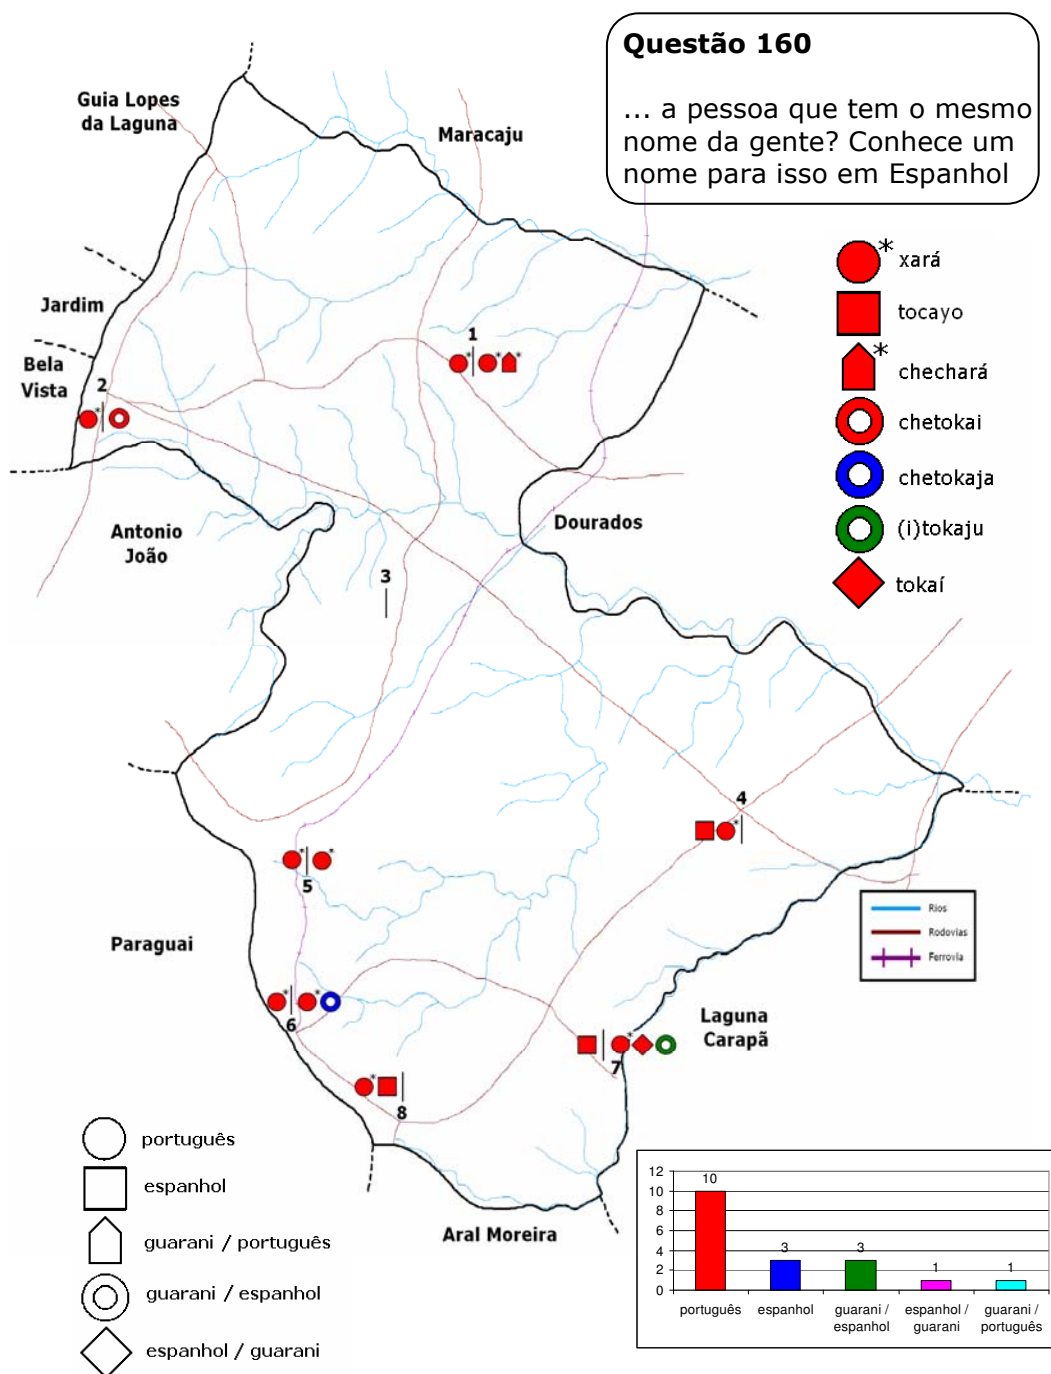 Questão 160
... a pessoa que tem o mesmo
nome da gente? Conhece um
nome para isso em Espanhol
Guia Lopes
da Laguna
Maracaju
Jardim
Bela
Vista
Antonio
João
Dourados
Paraguai
Laguna
Carapã
Aral Moreira
1
* * *
2
*
3
4
*
5
* *
6
* *
7
*
8
*
* xará
tocayo
* chechará
chetokai
chetokaja
(i)tokaju
tokaí
Rios
Rodovias
Ferrovia
português
espanhol
guarani / português
guarani / espanhol
espanhol / guarani
12
10
8
6
4
2
0
10
3
3
1
1
português
espanhol
guarani /
espanhol
espanhol /
guarani
guarani /
português